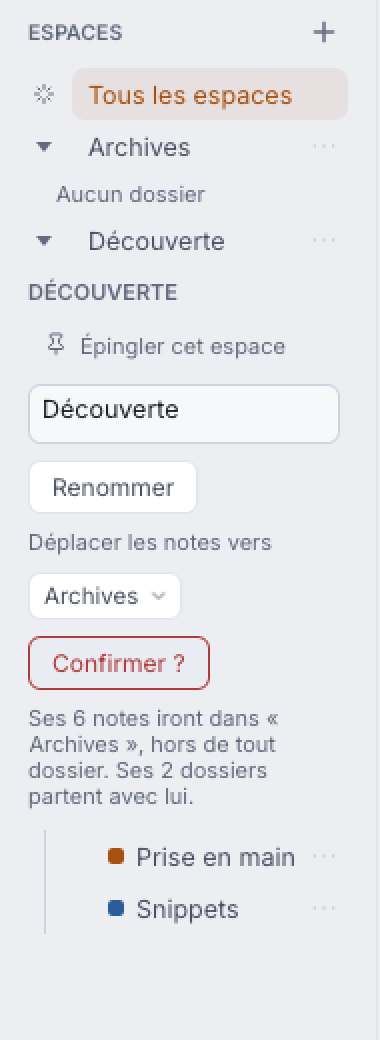 ESPACES
Tous les espaces
Archives
Aucun dossier
Découverte
DÉCOUVERTE
Épingler cet espace
Découverte
Renommer
Déplacer les notes vers
Archives
Confirmer ?
Ses 6 notes iront dans «
Archives », hors de tout
dossier. Ses 2 dossiers
partent avec lui.
Prise en main
Snippets